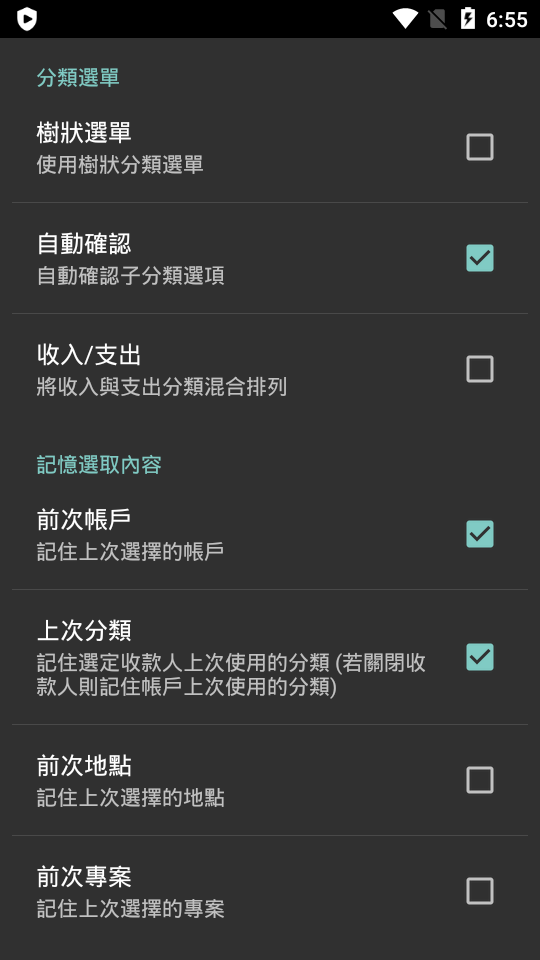 6:55
分類選單
樹狀選單
使用樹狀分類選單
自動確認
自動確認子分類選項
收入/支出
將收入與支出分類混合排列
記憶選取內容
前次帳戶
記住上次選擇的帳戶
上次分類
記住選定收款人上次使用的分類 (若關閉收
款人則記住帳戶上次使用的分類)
前次地點
記住上次選擇的地點
前次專案
記住上次選擇的專案